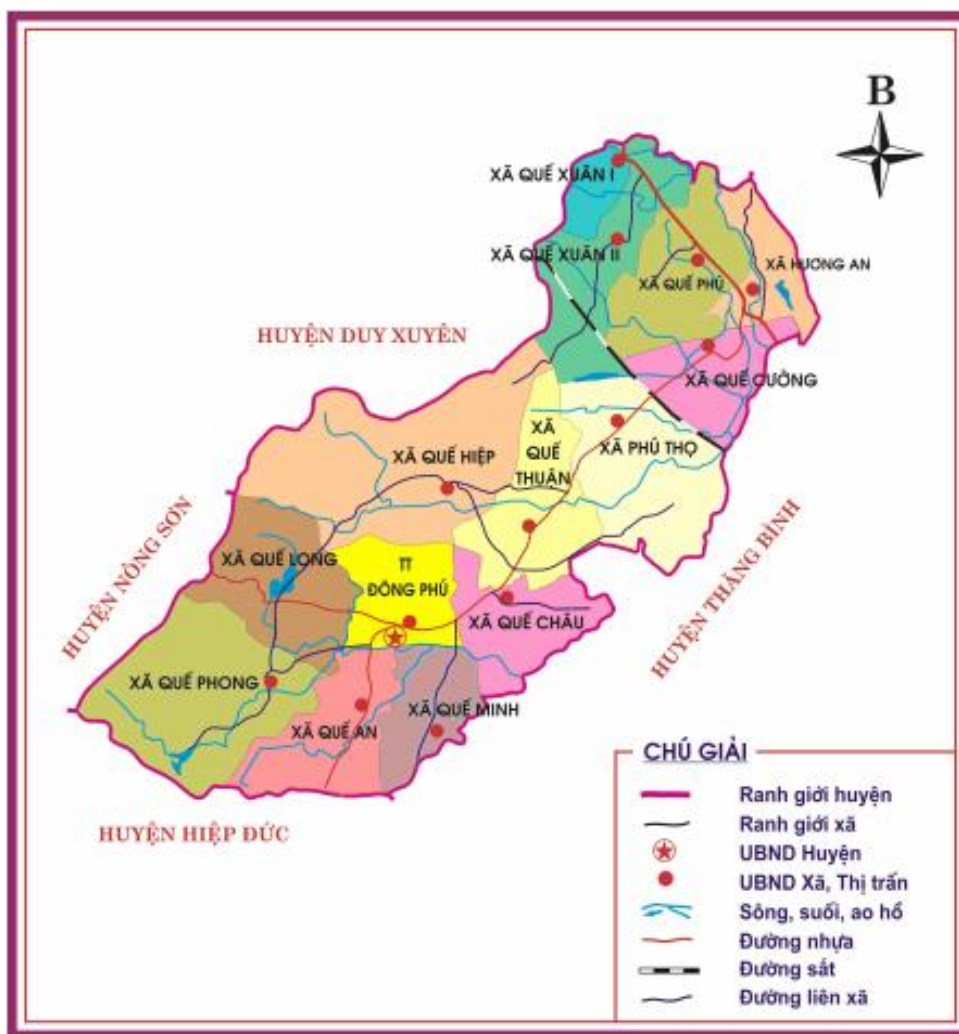 B
XÃ QUẾ XUÂN I
XÃ QUẾ XUÂN II
XÃ QUẾ PHÚ
XÃ HƯƠNG AN
HUYỆN DUY XUYÊN
XÃ QUẾ CƯỜNG
XÃ
QUẾ
THUẬN
XÃ PHÚ THỌ
XÃ QUẾ HIỆP
HUYỆN NÔNG SƠN
HUYỆN THĂNG BÌNH
XÃ QUẾ LONG
TT
ĐÔNG PHÚ
XÃ QUẾ CHÂU
XÃ QUẾ PHONG
XÃ QUẾ AN
XÃ QUẾ MINH
HUYỆN HIỆP ĐỨC
CHÚ GIẢI
Ranh giới huyện
Ranh giới xã
UBND Huyện
UBND Xã, Thị trấn
Sông, suối, ao hồ
Đường nhựa
Đường sắt
Đường liên xã